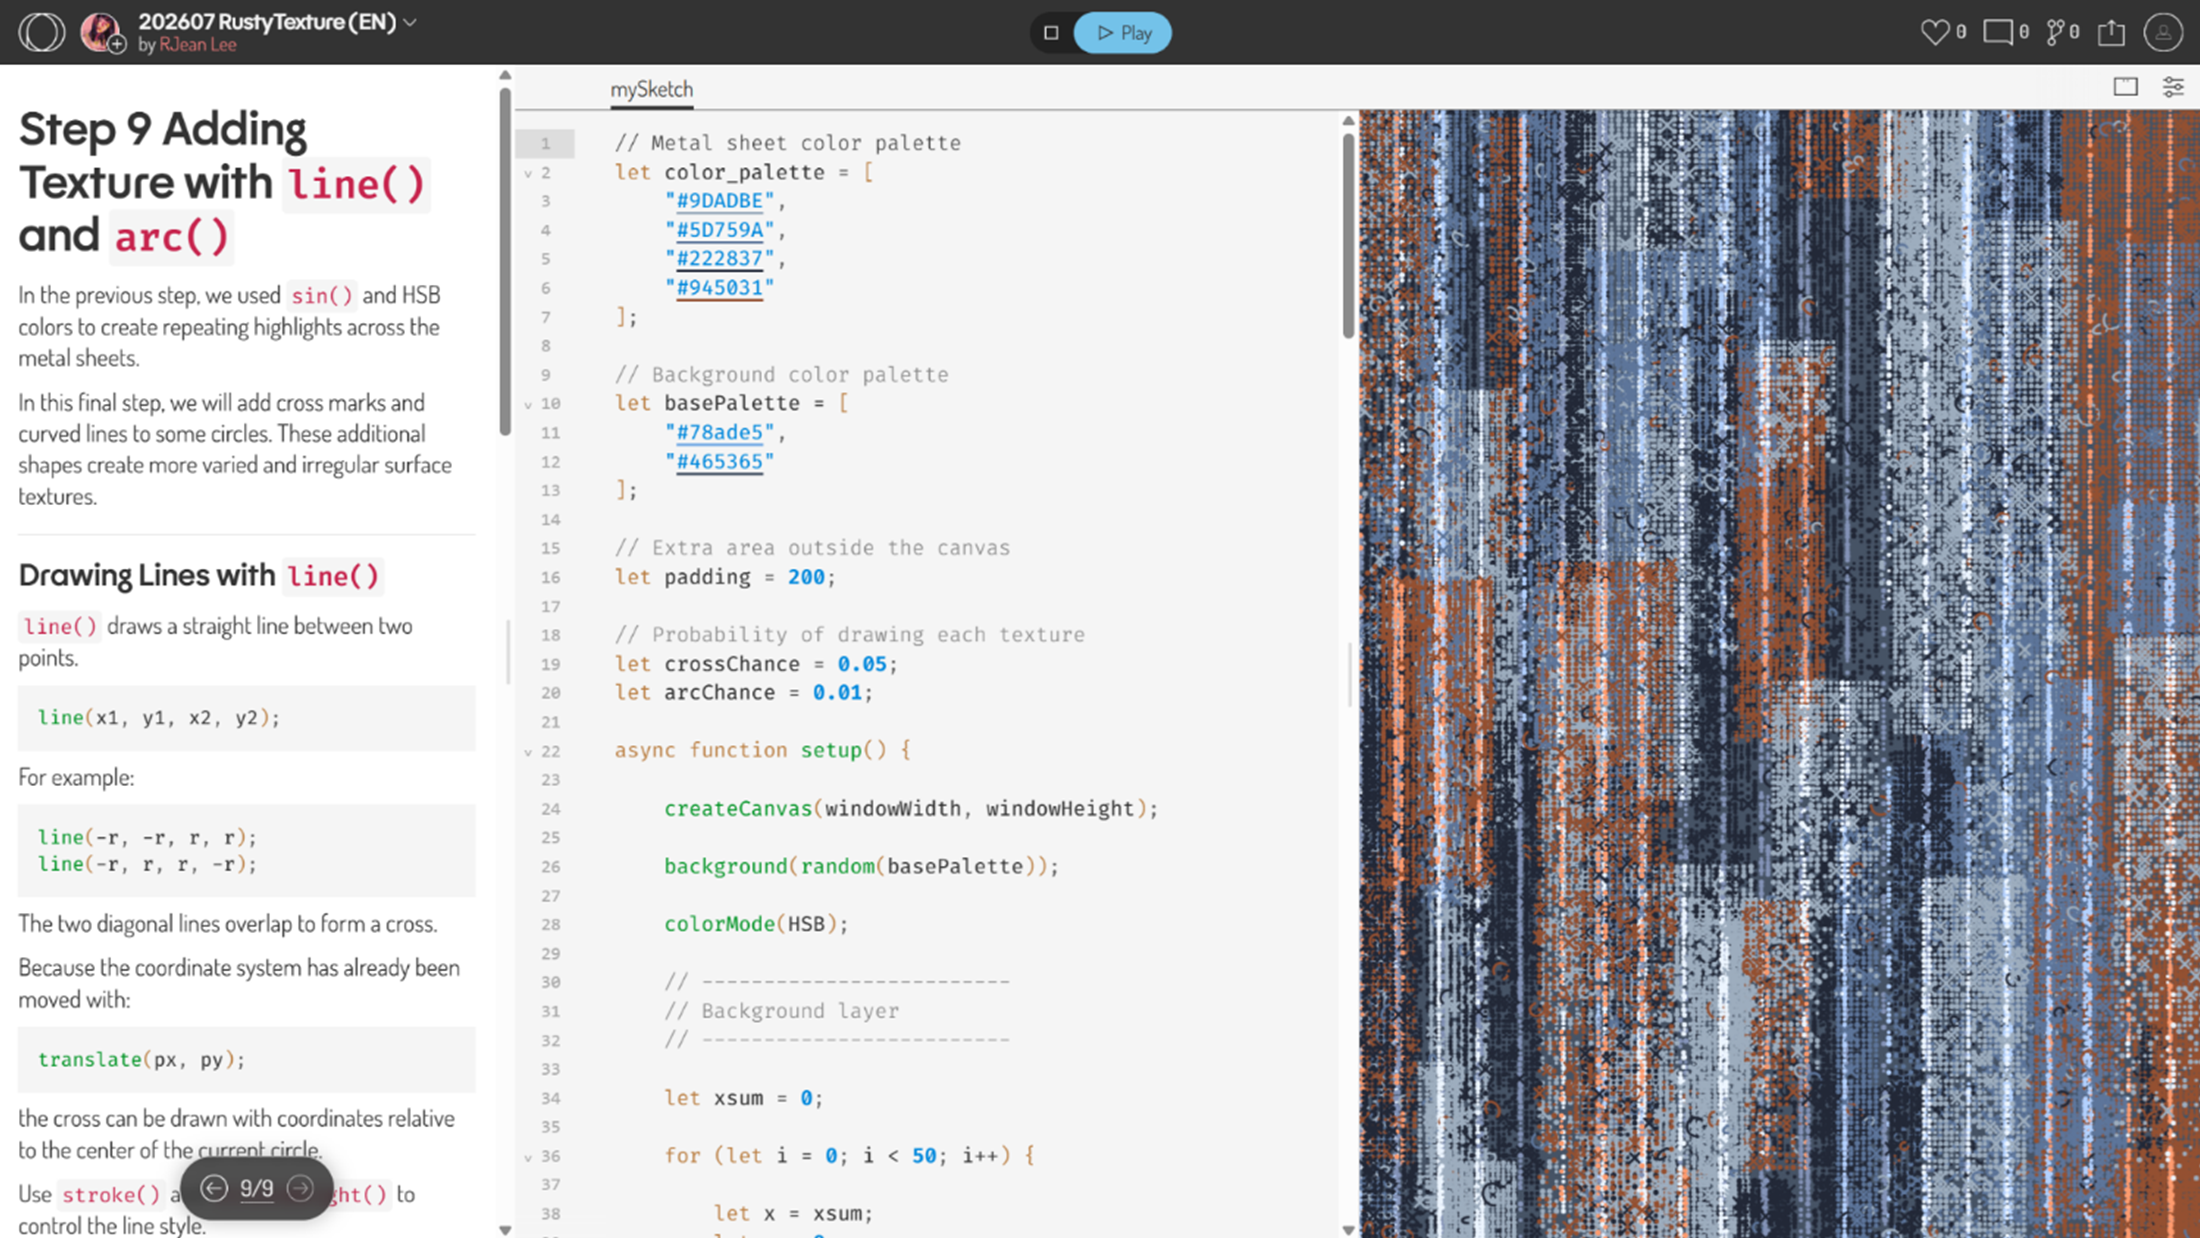 202607 RustyTexture (EN)
by RJean Lee
Play
0
0
0
Step 9 Adding
Texture with line()
and arc()
In the previous step, we used sin() and HSB
colors to create repeating highlights across the
metal sheets.
In this final step, we will add cross marks and
curved lines to some circles. These additional
shapes create more varied and irregular surface
textures.
Drawing Lines with line()
line() draws a straight line between two
points.
line(x1, y1, x2, y2);
For example:
line(-r, -r, r, r);
line(-r, r, r, -r);
The two diagonal lines overlap to form a cross.
Because the coordinate system has already been
moved with:
translate(px, py);
the cross can be drawn with coordinates relative
to the center of the current circle.
Use stroke() a ght() to
control the line style.
9/9
mySketch
1 // Metal sheet color palette
2 let color_palette = [
3 "#9DADBE",
4 "#5D759A",
5 "#222837",
6 "#945031"
7 ];
8
9 // Background color palette
10 let basePalette = [
11 "#78ade5",
12 "#465365"
13 ];
14
15 // Extra area outside the canvas
16 let padding = 200;
17
18 // Probability of drawing each texture
19 let crossChance = 0.05;
20 let arcChance = 0.01;
21
22 async function setup() {
23
24 createCanvas(windowWidth, windowHeight);
25
26 background(random(basePalette));
27
28 colorMode(HSB);
29
30 // -------------------------
31 // Background layer
32 // -------------------------
33
34 let xsum = 0;
35
36 for (let i = 0; i < 50; i++) {
37
38 let x = xsum;